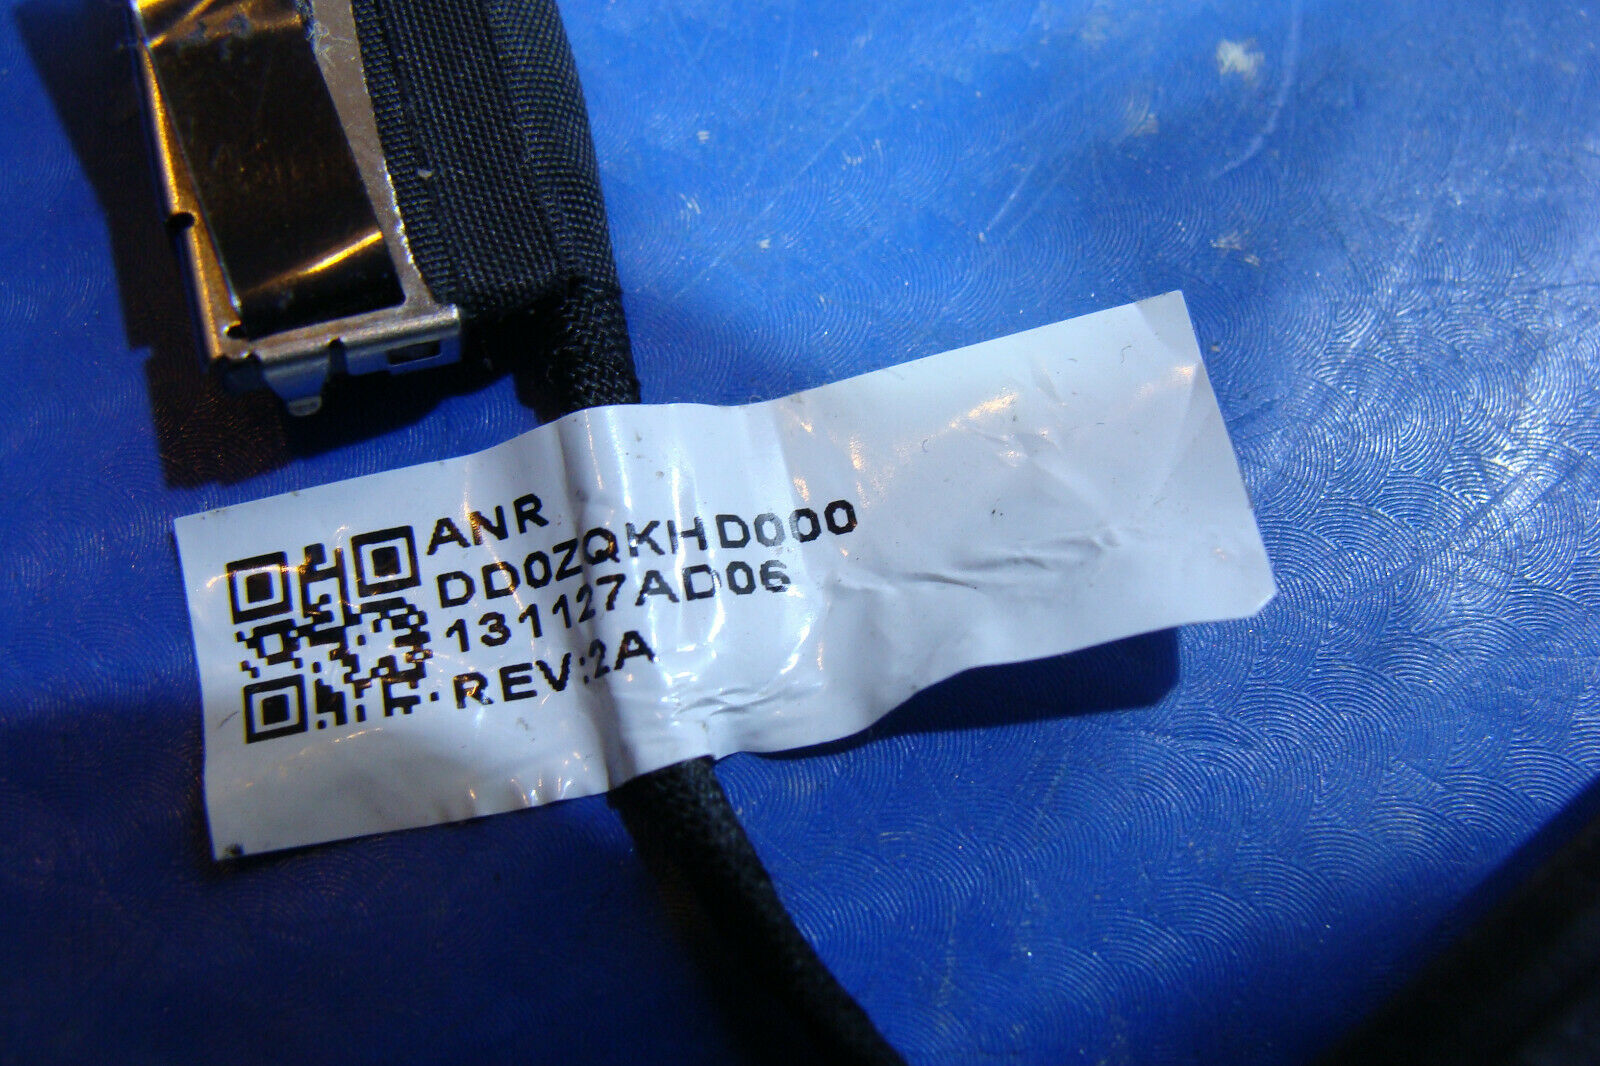 ANR
DD0ZQKHD000
131127AD06
REV:2A